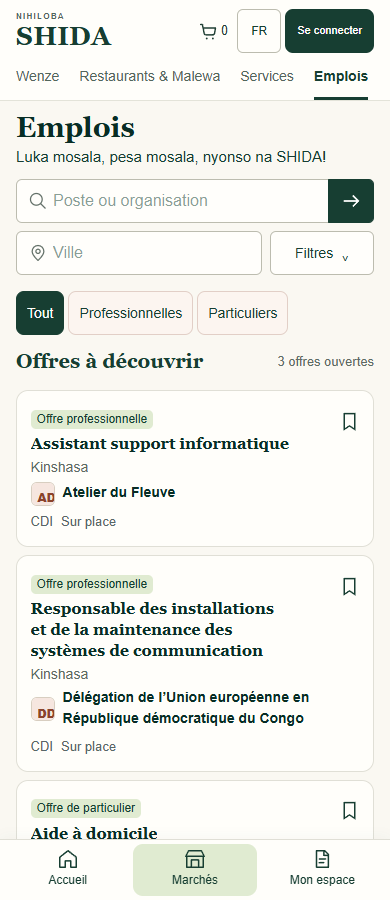 NIHILOBA
SHIDA
0
FR
Se connecter
Wenze
Restaurants & Malewa
Services
Emplois
Emplois
Luka mosala, pesa mosala, nyonso na SHIDA!
Poste ou organisation
Ville
Filtres
Tout
Professionnelles
Particuliers
Offres à découvrir
3 offres ouvertes
Offre professionnelle
Assistant support informatique
Kinshasa
AD
Atelier du Fleuve
CDI Sur place
Offre professionnelle
Responsable des installations
et de la maintenance des
systèmes de communication
Kinshasa
DD
Délégation de l’Union européenne en
République démocratique du Congo
CDI Sur place
Offre de particulier
Aide à domicile
Accueil
Marchés
Mon espace